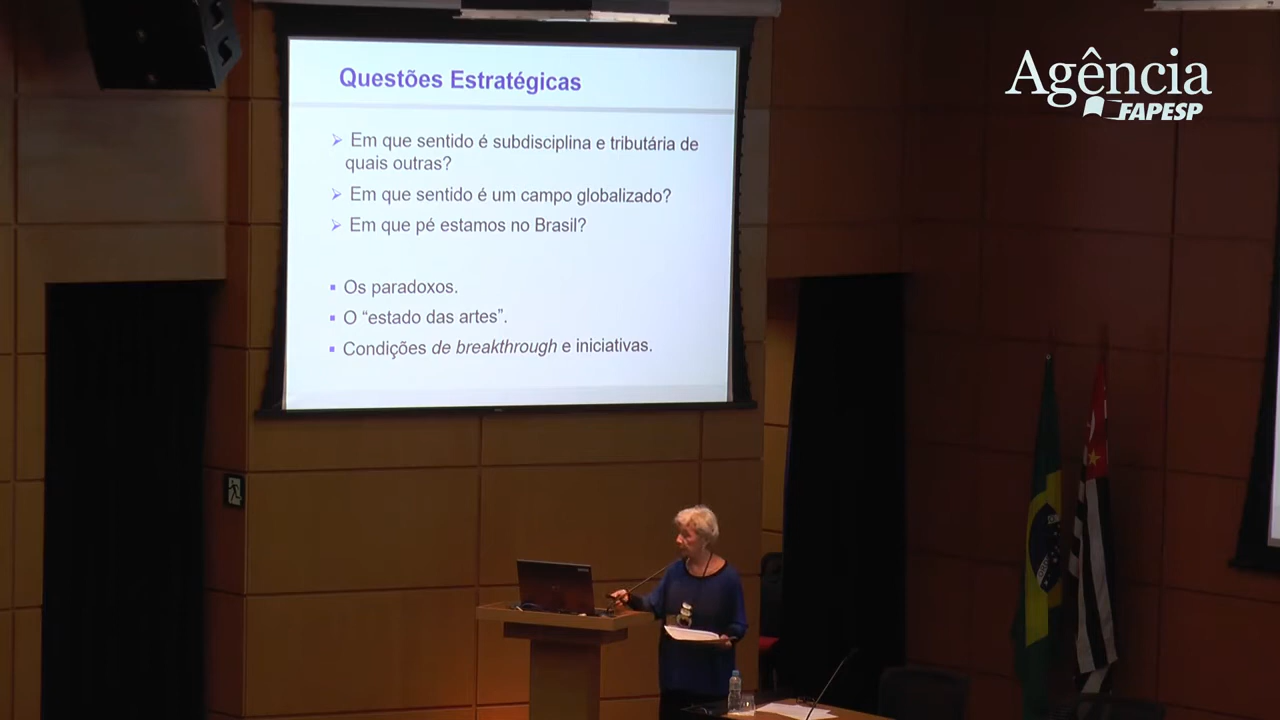 Agência
FAPESP
Questões Estratégicas
Em que sentido é subdisciplina e tributária de
quais outras?
Em que sentido é um campo globalizado?
Em que pé estamos no Brasil?
Os paradoxos.
O “estado das artes”.
Condições de breakthrough e iniciativas.